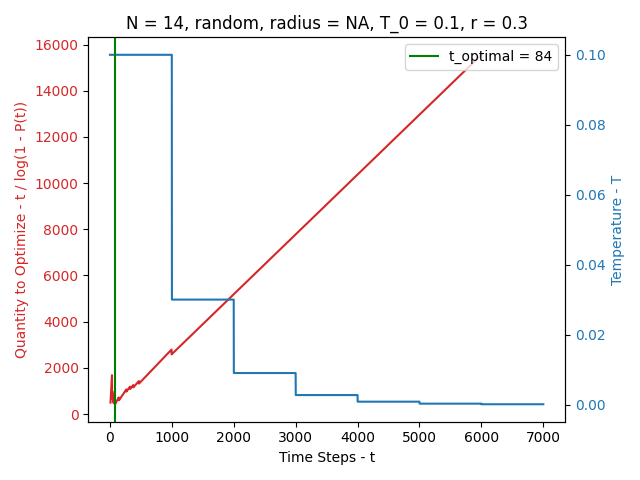 N = 14, random, radius = NA, T_0 = 0.1, r = 0.3
t_optimal = 84
Quantity to Optimize - t / log(1 - P(t))
16000
14000
12000
10000
8000
6000
4000
2000
0
0.10
0.08
0.06
0.04
0.02
0.00
Temperature - T
0 1000 2000 3000 4000 5000 6000 7000
Time Steps - t